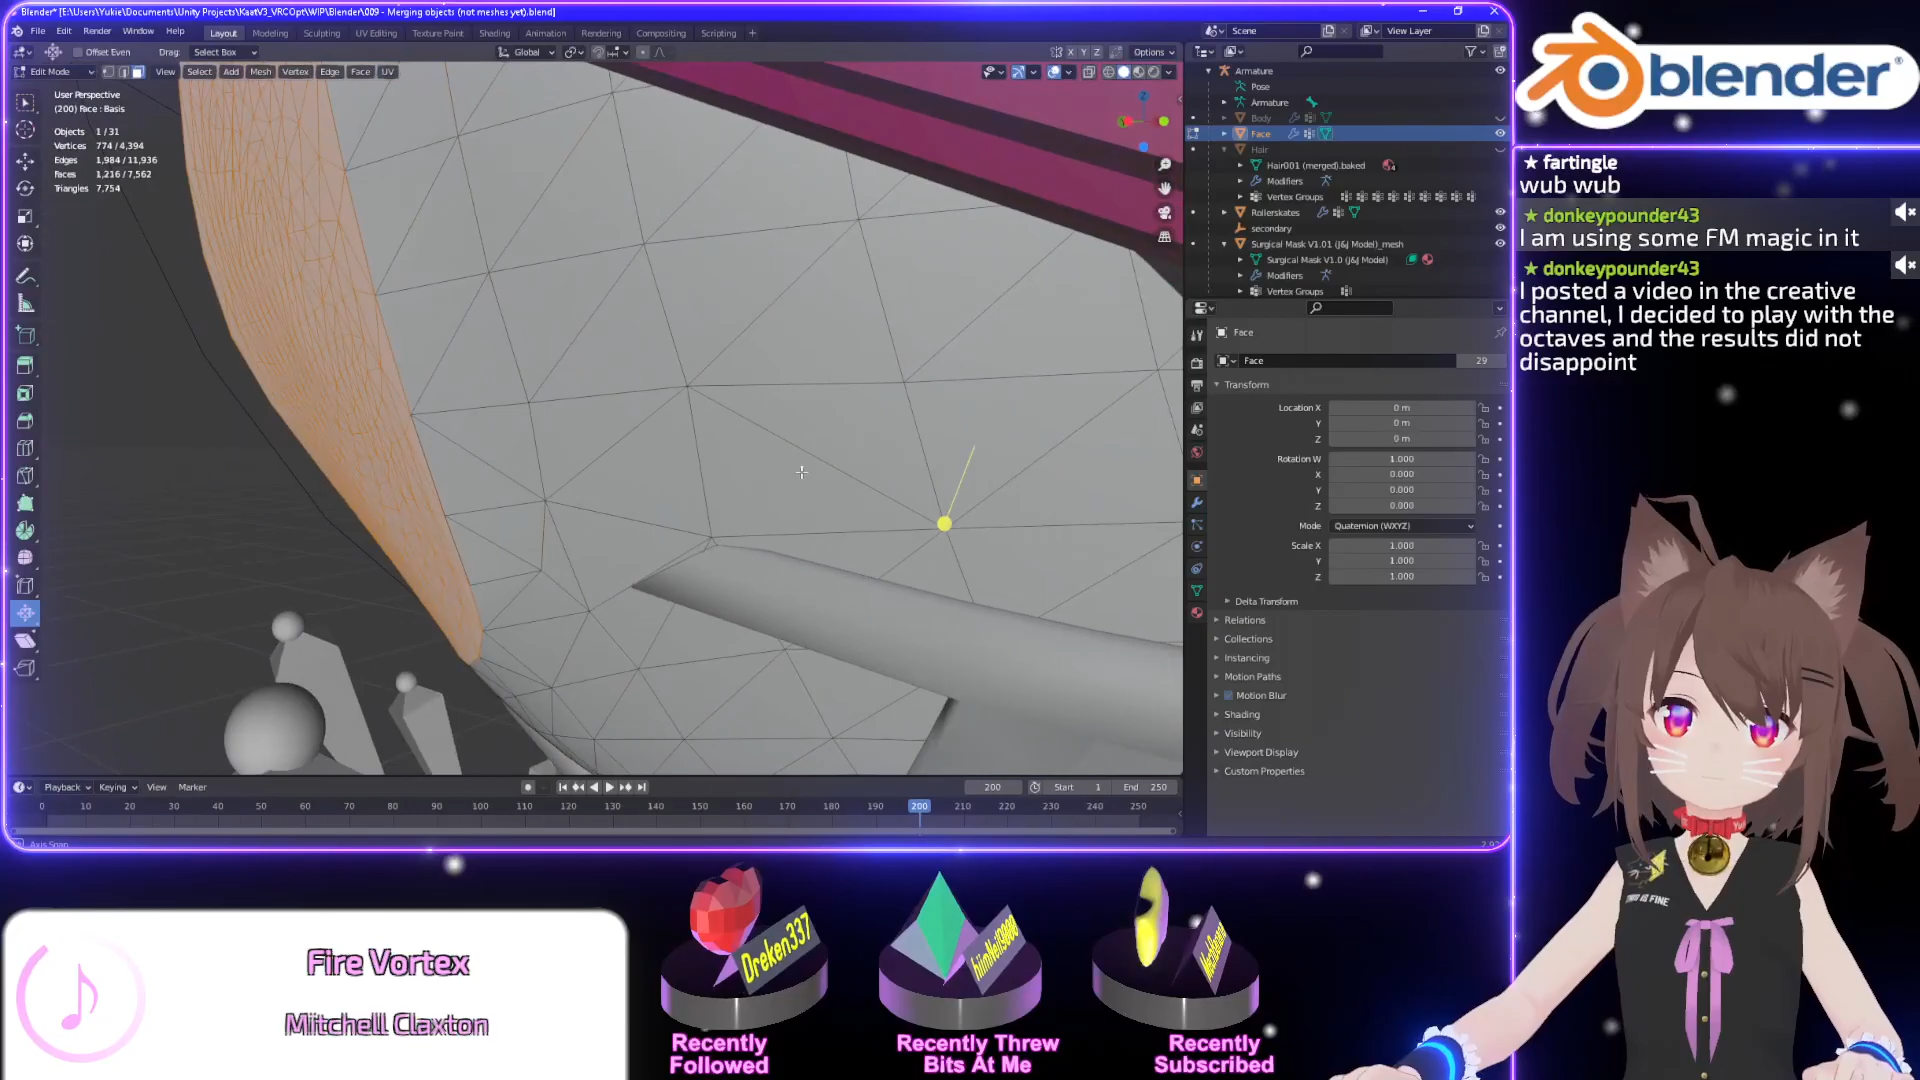 Blender* [E:\Users\Yukie\Documents\Unity Projects\KaatV3_VRCOpt\WIP\Blender\009 - Merging objects (not meshes yet).blend]
File Edit Render Window Help
Layout Modeling Sculpting UV Editing Texture Paint Shading Animation Rendering Compositing Scripting +
Scene
View Layer
Offset Even Drag: Select Box
Global
X Y Z
Options
Edit Mode View Select Add Mesh Vertex Edge Face UV
User Perspective
(200) Face : Basis
Objects 1 / 31
Vertices 774 / 4,394
Edges 1,984 / 11,936
Faces 1,216 / 7,562
Triangles 7,754
Armature
Pose
Armature
Body
Face
Hair
Hair001 (merged).baked
Modifiers
Vertex Groups
Rollerskates
secondary
Surgical Mask V1.01 (J&J Model)_mesh
Surgical Mask V1.0 (J&J Model)
Modifiers
Vertex Groups
Face
Face 29
Transform
Location X 0 m
Y 0 m
Z 0 m
Rotation W 1.000
X 0.000
Y 0.000
Z 0.000
Mode Quaternion (WXYZ)
Scale X 1.000
Y 1.000
Z 1.000
Delta Transform
Relations
Collections
Instancing
Motion Paths
Motion Blur
Shading
Visibility
Viewport Display
Custom Properties
Playback Keying View Marker
200 Start 1 End 250
0 10 20 30 40 50 60 70 80 90 100 110 120 130 140 150 160 170 180 190 200 210 220 230 240 250
Axis Snap
blender®
★ fartingle
wub wub
★ donkeypounder43
I am using some FM magic in it
★ donkeypounder43
I posted a video in the creative
channel, I decided to play with the
octaves and the results did not
disappoint
Fire Vortex
Mitchell Claxton
Dreken337
Recently
Followed
Recently Threw
Bits At Me
Recently
Subscribed